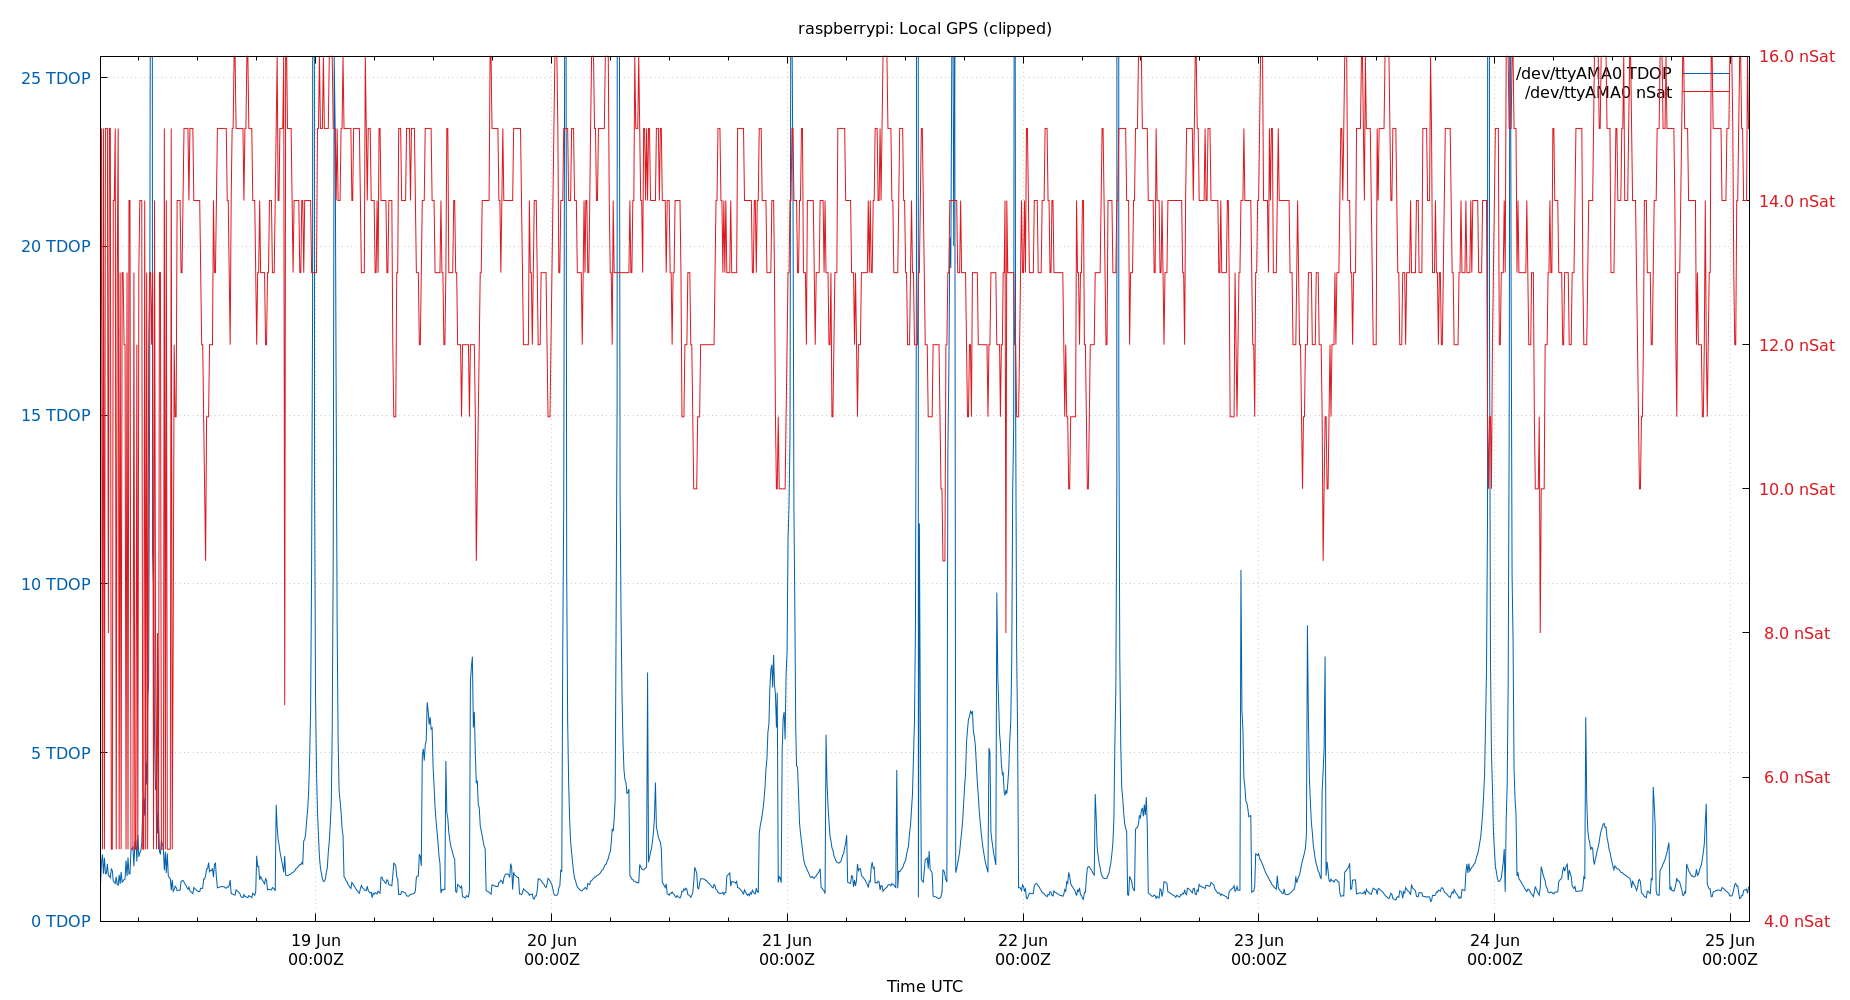 raspberrypi: Local GPS (clipped)
25 TDOP
20 TDOP
15 TDOP
10 TDOP
5 TDOP
0 TDOP
16.0 nSat
14.0 nSat
12.0 nSat
10.0 nSat
8.0 nSat
6.0 nSat
4.0 nSat
/dev/ttyAMA0 TDOP
/dev/ttyAMA0 nSat
19 Jun 20 Jun 21 Jun 22 Jun 23 Jun 24 Jun 25 Jun
00:00Z 00:00Z 00:00Z 00:00Z 00:00Z 00:00Z 00:00Z
Time UTC